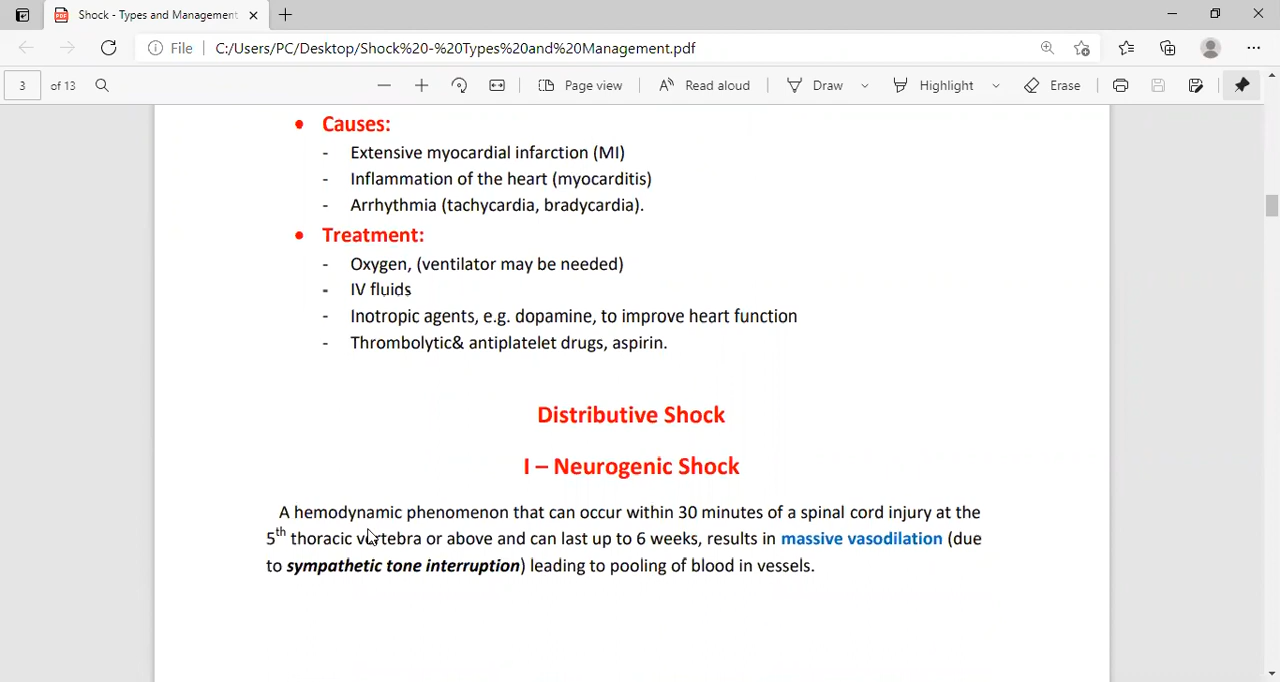 Shock - Types and Management
File C:/Users/PC/Desktop/Shock%20-%20Types%20and%20Management.pdf
3 of 13 Page view Read aloud Draw Highlight Erase
• Causes:
- Extensive myocardial infarction (MI)
- Inflammation of the heart (myocarditis)
- Arrhythmia (tachycardia, bradycardia).
• Treatment:
- Oxygen, (ventilator may be needed)
- IV fluids
- Inotropic agents, e.g. dopamine, to improve heart function
- Thrombolytic& antiplatelet drugs, aspirin.
Distributive Shock
I – Neurogenic Shock
A hemodynamic phenomenon that can occur within 30 minutes of a spinal cord injury at the
5th thoracic vertebra or above and can last up to 6 weeks, results in massive vasodilation (due
to sympathetic tone interruption) leading to pooling of blood in vessels.